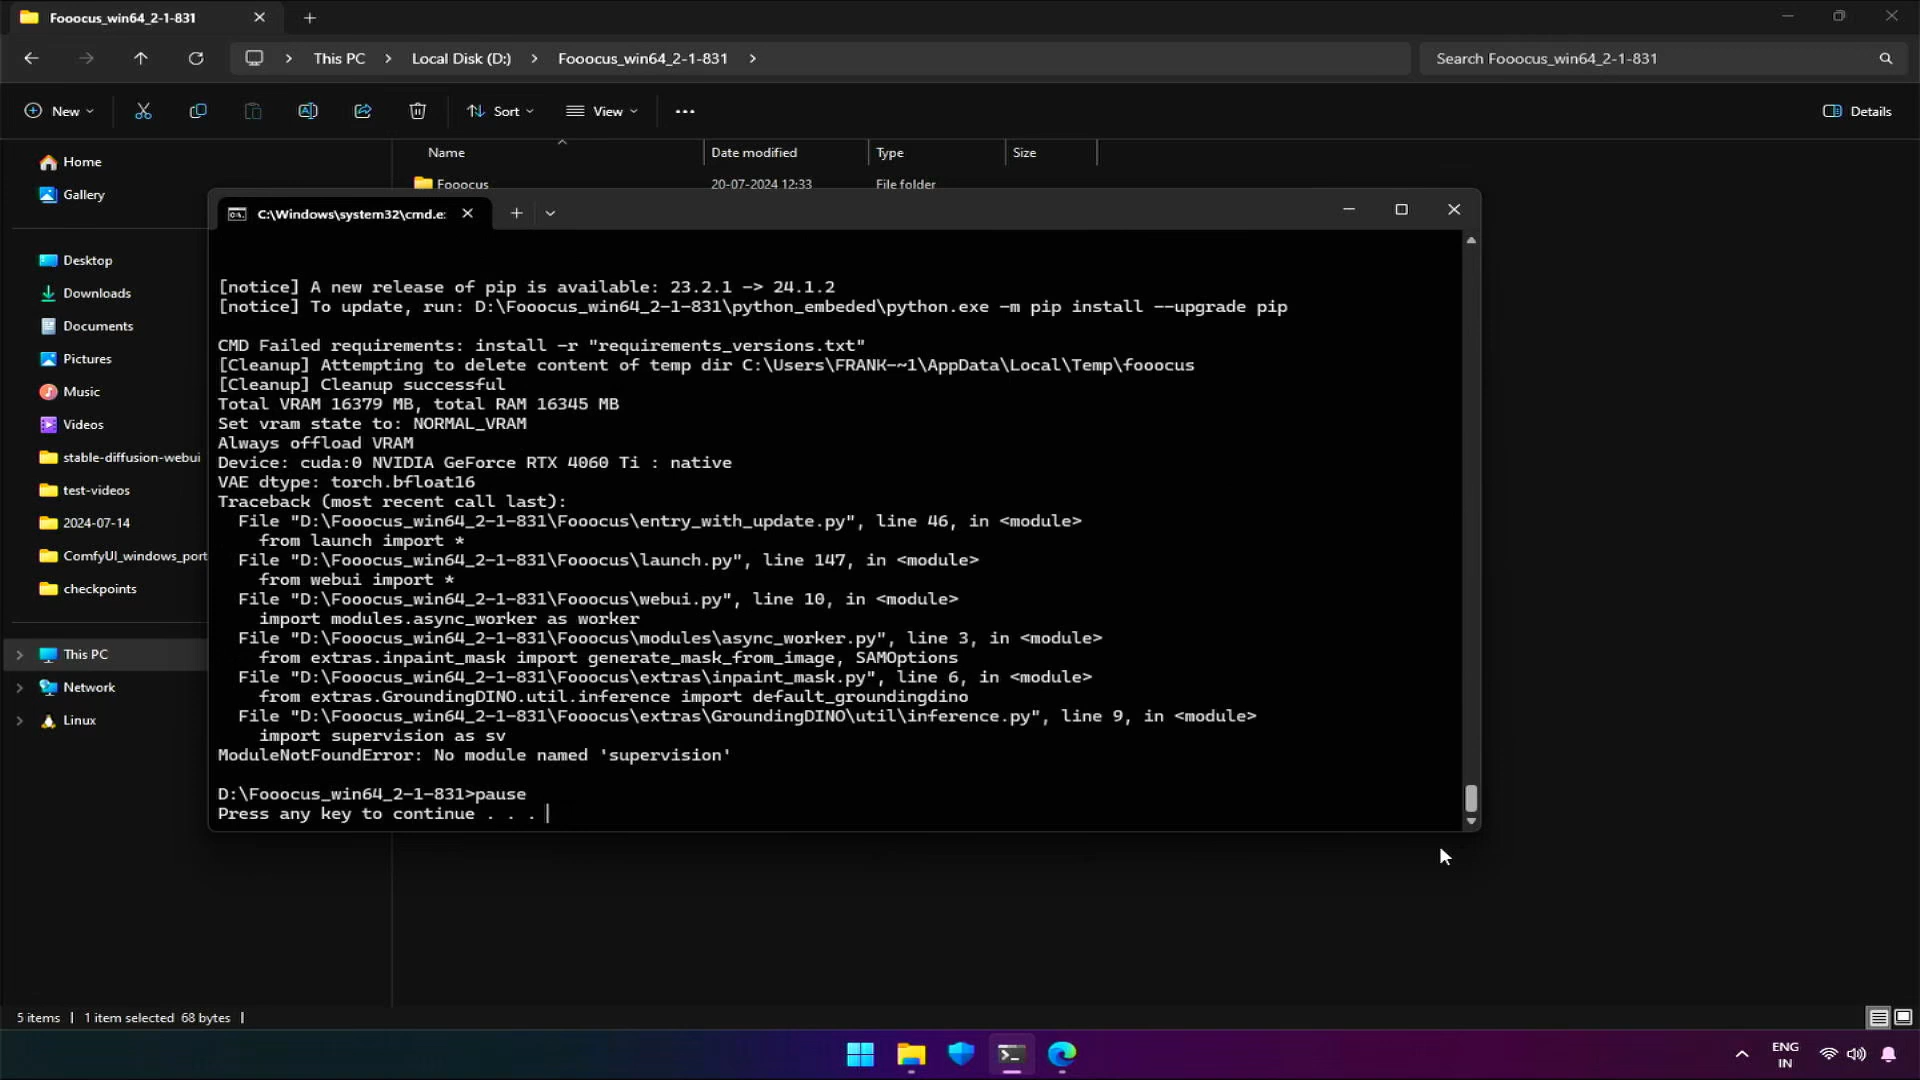 Fooocus_win64_2-1-831
This PC
Local Disk (D:)
Fooocus_win64_2-1-831
Search Fooocus_win64_2-1-831
New
Sort
View
Details
Name
Date modified
Type
Size
Home
Gallery
Desktop
Downloads
Documents
Pictures
Music
Videos
stable-diffusion-webui
test-videos
2024-07-14
ComfyUI_windows_port
checkpoints
This PC
Network
Linux
Fooocus
20-07-2024 12:33
File folder
C:\Windows\system32\cmd.e:
[notice] A new release of pip is available: 23.2.1 -> 24.1.2
[notice] To update, run: D:\Fooocus_win64_2-1-831\python_embeded\python.exe -m pip install --upgrade pip
CMD Failed requirements: install -r "requirements_versions.txt"
[Cleanup] Attempting to delete content of temp dir C:\Users\FRANK-~1\AppData\Local\Temp\fooocus
[Cleanup] Cleanup successful
Total VRAM 16379 MB, total RAM 16345 MB
Set vram state to: NORMAL_VRAM
Always offload VRAM
Device: cuda:0 NVIDIA GeForce RTX 4060 Ti : native
VAE dtype: torch.bfloat16
Traceback (most recent call last):
  File "D:\Fooocus_win64_2-1-831\Fooocus\entry_with_update.py", line 46, in <module>
    from launch import *
  File "D:\Fooocus_win64_2-1-831\Fooocus\launch.py", line 147, in <module>
    from webui import *
  File "D:\Fooocus_win64_2-1-831\Fooocus\webui.py", line 10, in <module>
    import modules.async_worker as worker
  File "D:\Fooocus_win64_2-1-831\Fooocus\modules\async_worker.py", line 3, in <module>
    from extras.inpaint_mask import generate_mask_from_image, SAMOptions
  File "D:\Fooocus_win64_2-1-831\Fooocus\extras\inpaint_mask.py", line 6, in <module>
    from extras.GroundingDINO.util.inference import default_groundingdino
  File "D:\Fooocus_win64_2-1-831\Fooocus\extras\GroundingDINO\util\inference.py", line 9, in <module>
    import supervision as sv
ModuleNotFoundError: No module named 'supervision'
D:\Fooocus_win64_2-1-831>pause
Press any key to continue . . .
5 items
1 item selected 68 bytes
ENG
IN